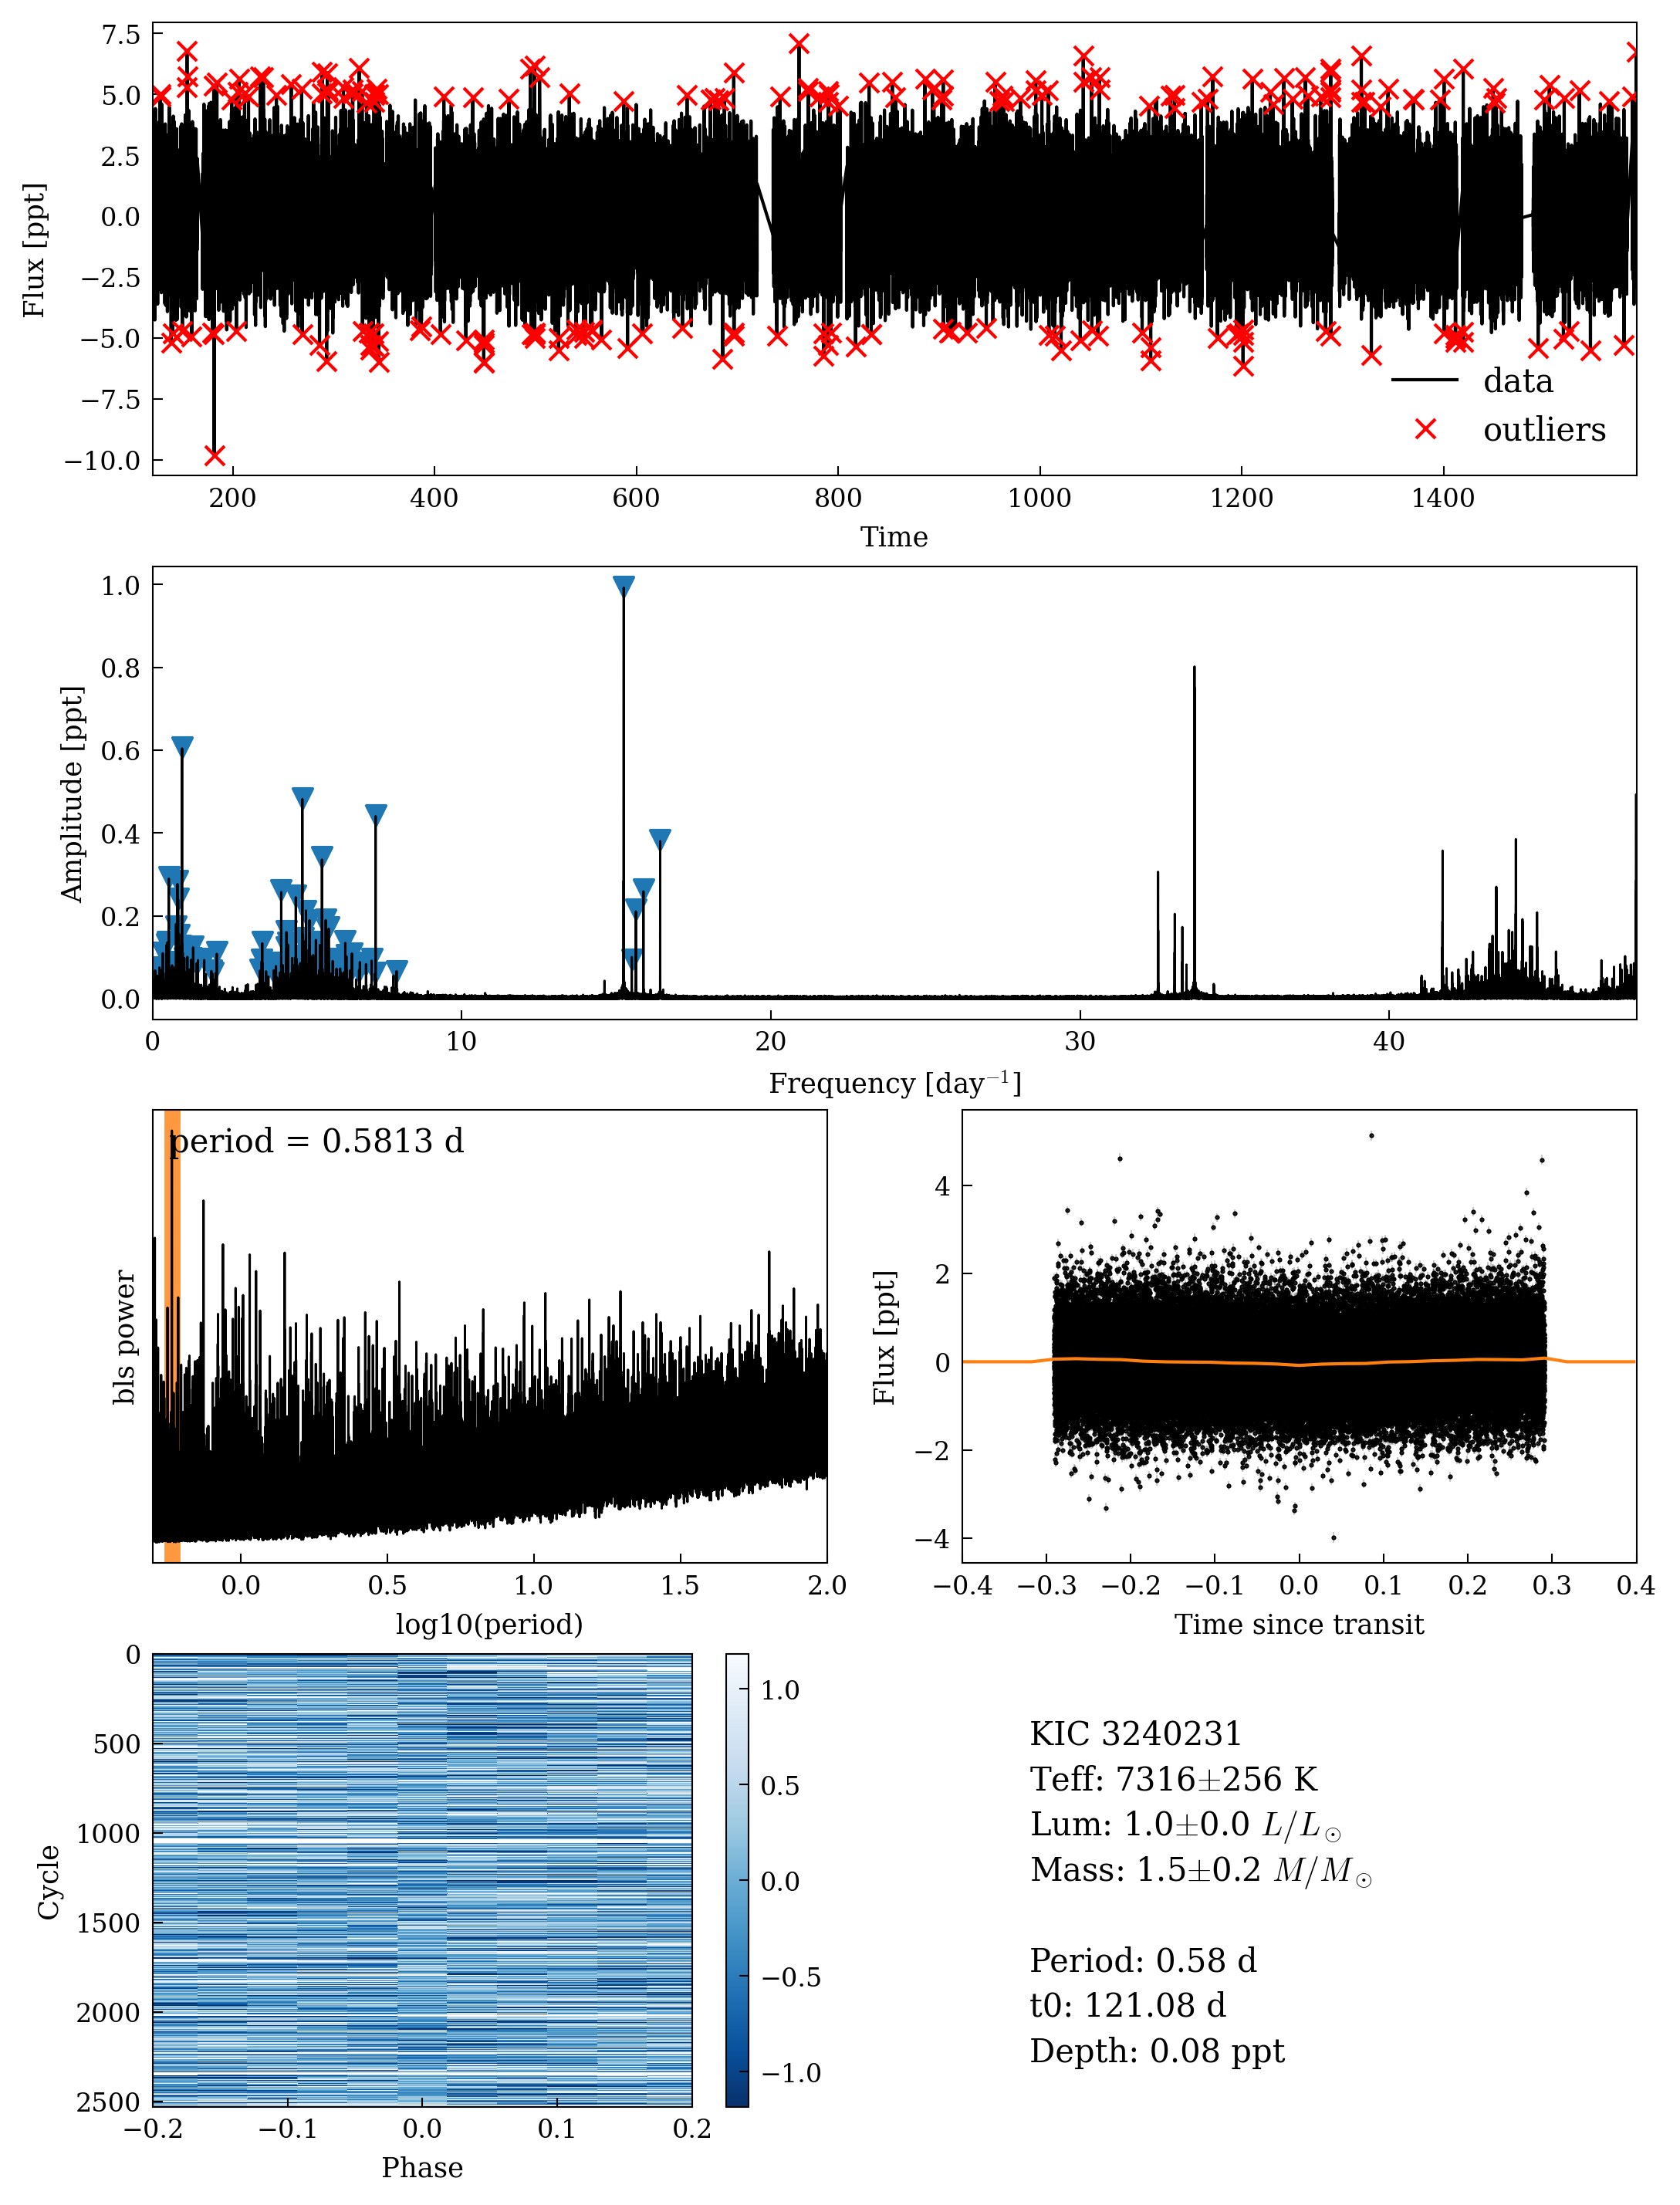 7.5
5.0
2.5
0.0
−2.5
−5.0
−7.5
−10.0
Flux [ppt]
data
outliers
200 400 600 800 1000 1200 1400
Time
1.0
0.8
0.6
0.4
0.2
0.0
Amplitude [ppt]
0 10 20 30 40
Frequency [day⁻¹]
period = 0.5813 d
bls power
0.0 0.5 1.0 1.5 2.0
log10(period)
4
2
0
−2
−4
Flux [ppt]
−0.4 −0.3 −0.2 −0.1 0.0 0.1 0.2 0.3 0.4
Time since transit
0
500
1000
1500
2000
2500
Cycle
−0.2 −0.1 0.0 0.1 0.2
Phase
1.0
0.5
0.0
−0.5
−1.0
KIC 3240231
Teff: 7316±256 K
Lum: 1.0±0.0 L/L☉
Mass: 1.5±0.2 M/M☉
Period: 0.58 d
t0: 121.08 d
Depth: 0.08 ppt